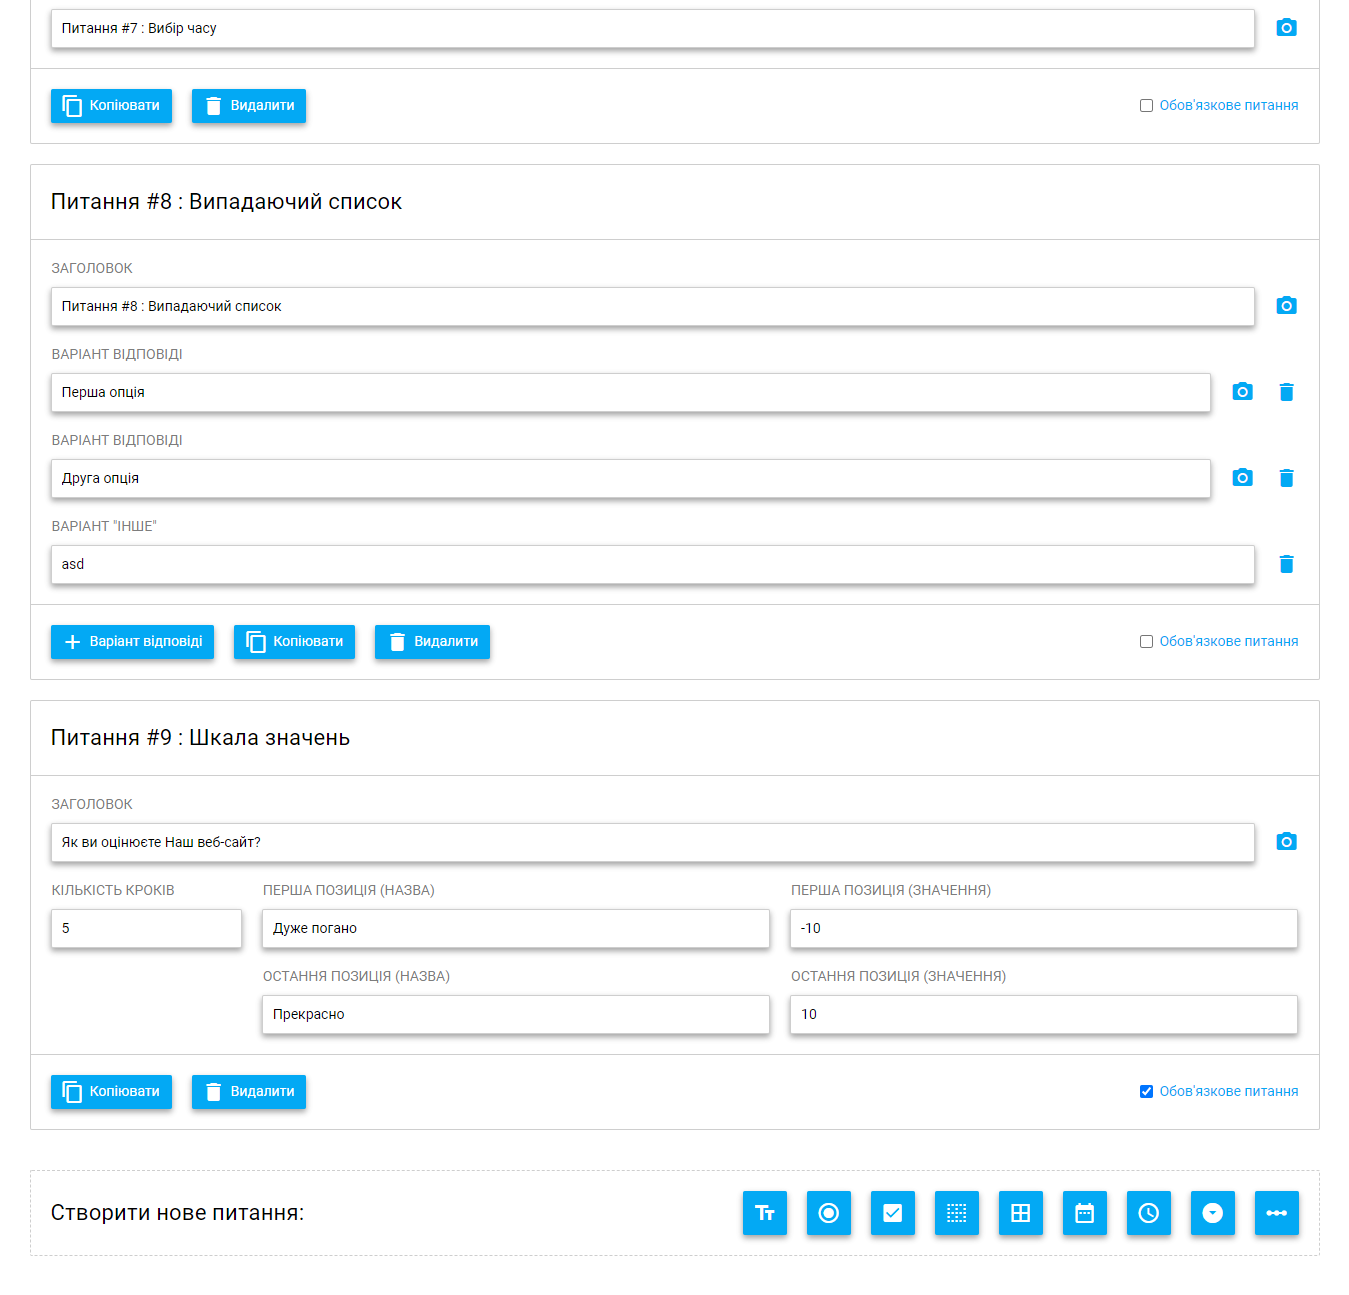 Питання #7 : Вибір часу
Копіювати Видалити Обов'язкове питання
Питання #8 : Випадаючий список
ЗАГОЛОВОК
Питання #8 : Випадаючий список
ВАРІАНТ ВІДПОВІДІ
Перша опція
ВАРІАНТ ВІДПОВІДІ
Друга опція
ВАРІАНТ "ІНШЕ"
asd
Варіант відповіді Копіювати Видалити Обов'язкове питання
Питання #9 : Шкала значень
ЗАГОЛОВОК
Як ви оцінюєте Наш веб-сайт?
КІЛЬКІСТЬ КРОКІВ ПЕРША ПОЗИЦІЯ (НАЗВА) ПЕРША ПОЗИЦІЯ (ЗНАЧЕННЯ)
5 Дуже погано -10
ОСТАННЯ ПОЗИЦІЯ (НАЗВА) ОСТАННЯ ПОЗИЦІЯ (ЗНАЧЕННЯ)
Прекрасно 10
Копіювати Видалити Обов'язкове питання
Створити нове питання: